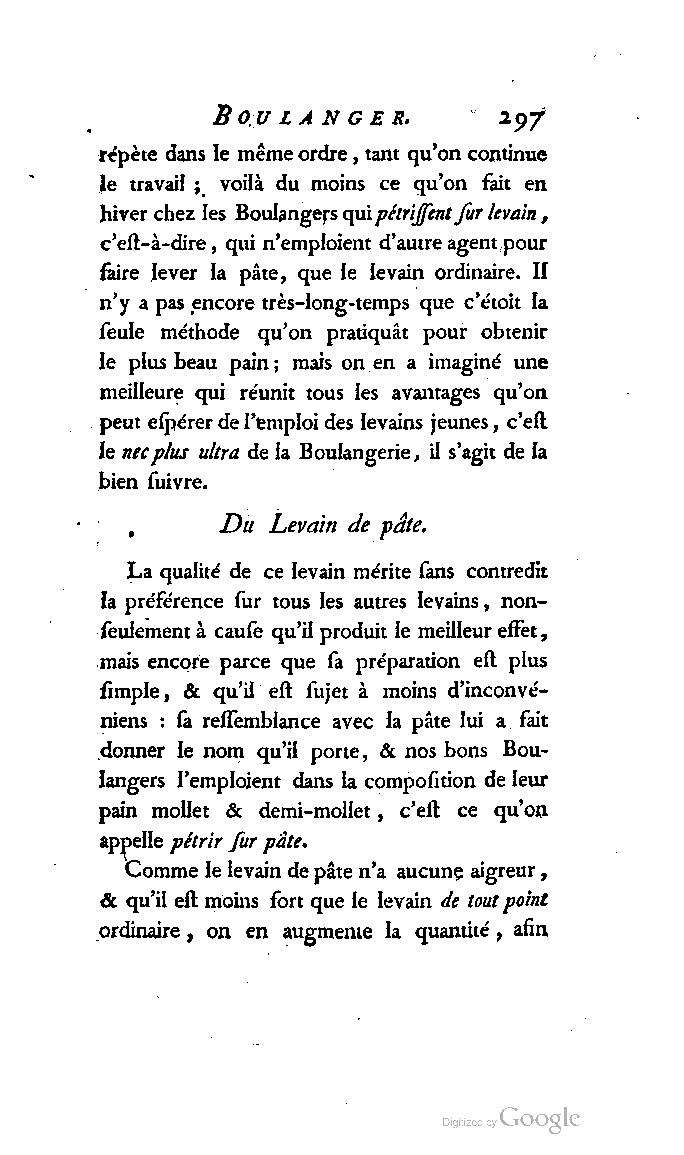 BOULANGER. 297
répète dans le même ordre, tant qu'on continue
le travail ; voilà du moins ce qu'on fait en
hiver chez les Boulangers qui pétriſſent ſur levain,
c'eſt-à-dire, qui n'emploient d'autre agent pour
faire lever la pâte, que le levain ordinaire. Il
n'y a pas encore très-long-temps que c'étoit la
ſeule méthode qu'on pratiquât pour obtenir
le plus beau pain ; mais on en a imaginé une
meilleure qui réunit tous les avantages qu'on
peut eſpérer de l'emploi des levains jeunes, c'eſt
le nec plus ultra de la Boulangerie, il s'agit de la
bien ſuivre.
Du Levain de pâte.
La qualité de ce levain mérite ſans contredit
la préférence ſur tous les autres levains, non-
ſeulement à cauſe qu'il produit le meilleur effet,
mais encore parce que ſa préparation eſt plus
ſimple, & qu'il eſt ſujet à moins d'inconvé-
niens : ſa reſſemblance avec la pâte lui a fait
donner le nom qu'il porte, & nos bons Bou-
langers l'emploient dans la compoſition de leur
pain mollet & demi-mollet, c'eſt ce qu'on
appelle pétrir ſur pâte.
Comme le levain de pâte n'a aucune aigreur,
& qu'il eſt moins fort que le levain de tout point
ordinaire, on en augmente la quantité, afin
Digitized by Google